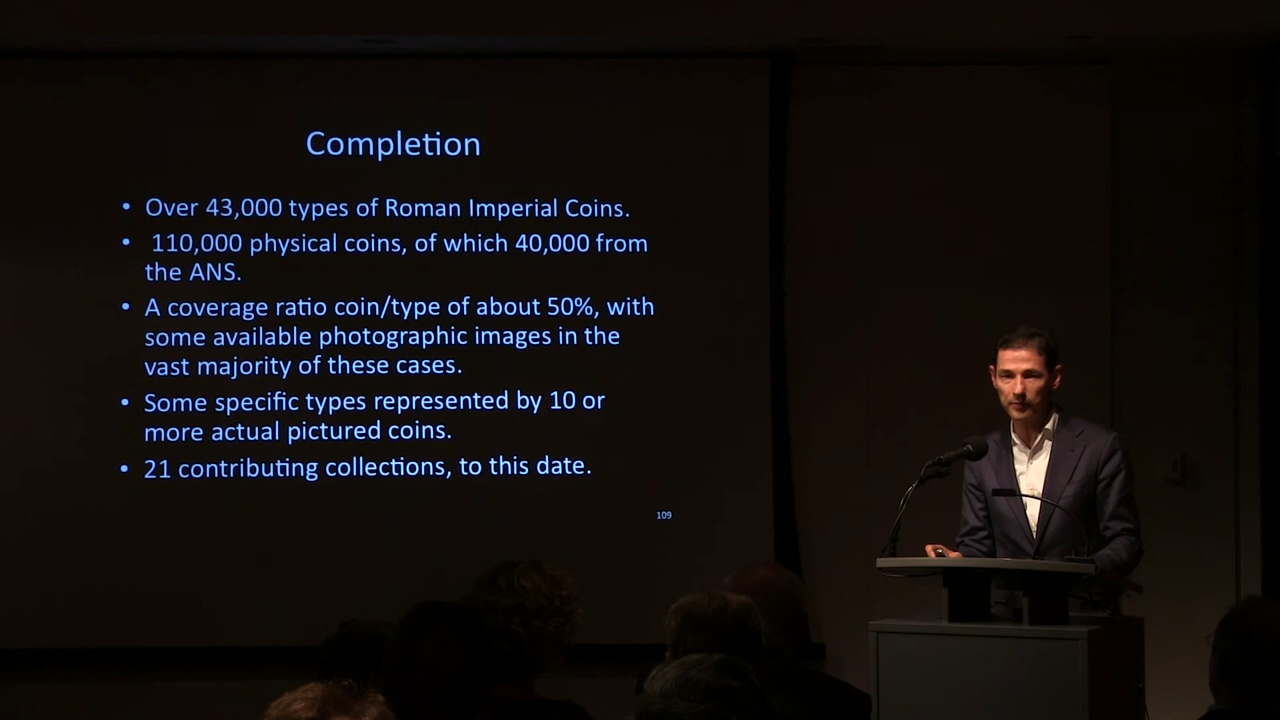 Completion
• Over 43,000 types of Roman Imperial Coins.
• 110,000 physical coins, of which 40,000 from
the ANS.
• A coverage ratio coin/type of about 50%, with
some available photographic images in the
vast majority of these cases.
• Some specific types represented by 10 or
more actual pictured coins.
• 21 contributing collections, to this date.
109